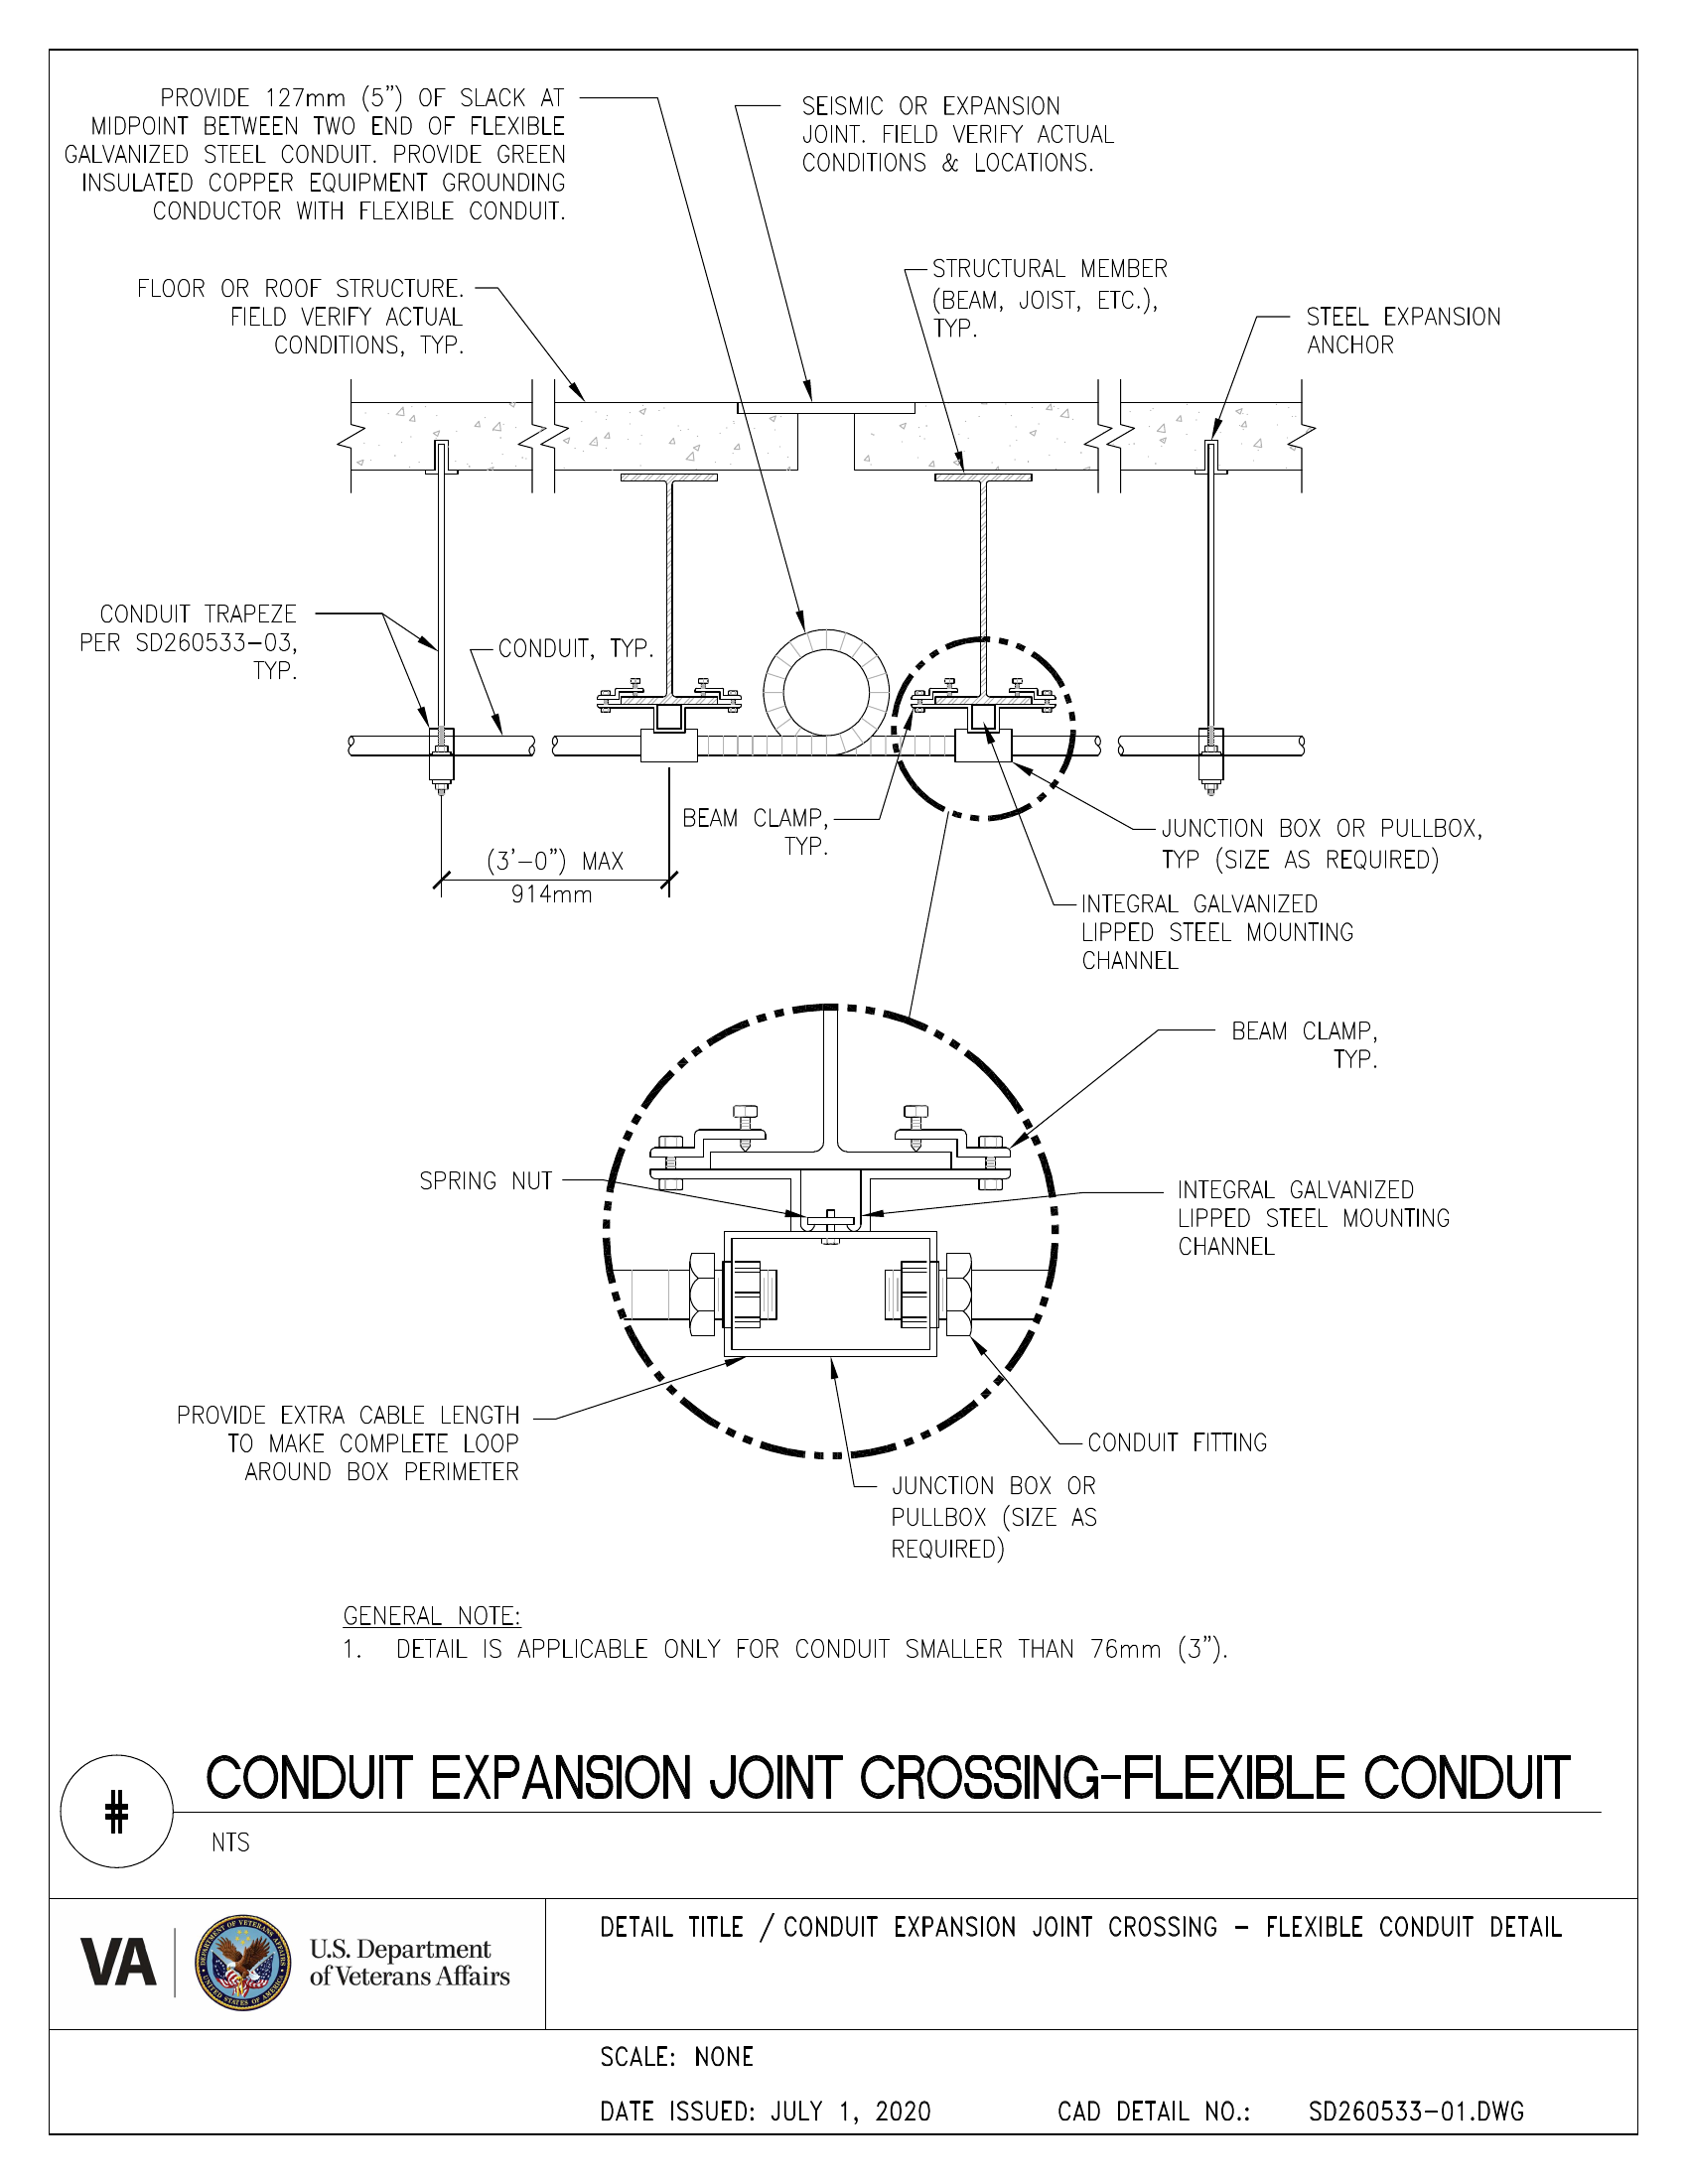 PROVIDE 127mm (5") OF SLACK AT
MIDPOINT BETWEEN TWO END OF FLEXIBLE
GALVANIZED STEEL CONDUIT. PROVIDE GREEN
INSULATED COPPER EQUIPMENT GROUNDING
CONDUCTOR WITH FLEXIBLE CONDUIT.
SEISMIC OR EXPANSION
JOINT. FIELD VERIFY ACTUAL
CONDITIONS & LOCATIONS.
FLOOR OR ROOF STRUCTURE.
FIELD VERIFY ACTUAL
CONDITIONS, TYP.
STRUCTURAL MEMBER
(BEAM, JOIST, ETC.),
TYP.
STEEL EXPANSION
ANCHOR
CONDUIT TRAPEZE
PER SD260533-03,
TYP.
CONDUIT, TYP.
BEAM CLAMP,
TYP.
(3'-0") MAX
914mm
JUNCTION BOX OR PULLBOX,
TYP (SIZE AS REQUIRED)
INTEGRAL GALVANIZED
LIPPED STEEL MOUNTING
CHANNEL
BEAM CLAMP,
TYP.
SPRING NUT
INTEGRAL GALVANIZED
LIPPED STEEL MOUNTING
CHANNEL
PROVIDE EXTRA CABLE LENGTH
TO MAKE COMPLETE LOOP
AROUND BOX PERIMETER
CONDUIT FITTING
JUNCTION BOX OR
PULLBOX (SIZE AS
REQUIRED)
GENERAL NOTE:
1. DETAIL IS APPLICABLE ONLY FOR CONDUIT SMALLER THAN 76mm (3").
# CONDUIT EXPANSION JOINT CROSSING-FLEXIBLE CONDUIT
NTS
VA
DEPARTMENT OF VETERANS AFFAIRS
UNITED STATES OF AMERICA
U.S. Department
of Veterans Affairs
DETAIL TITLE / CONDUIT EXPANSION JOINT CROSSING - FLEXIBLE CONDUIT DETAIL
SCALE: NONE
DATE ISSUED: JULY 1, 2020
CAD DETAIL NO.: SD260533-01.DWG